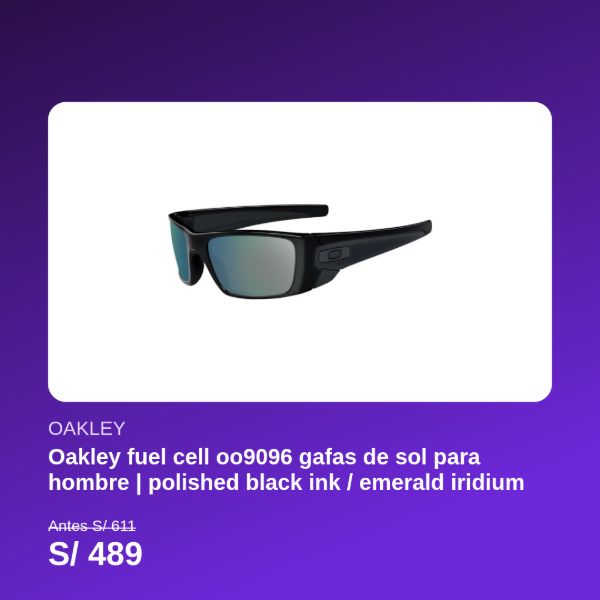 OAKLEY
Oakley fuel cell oo9096 gafas de sol para
hombre | polished black ink / emerald iridium
Antes S/ 611
S/ 489